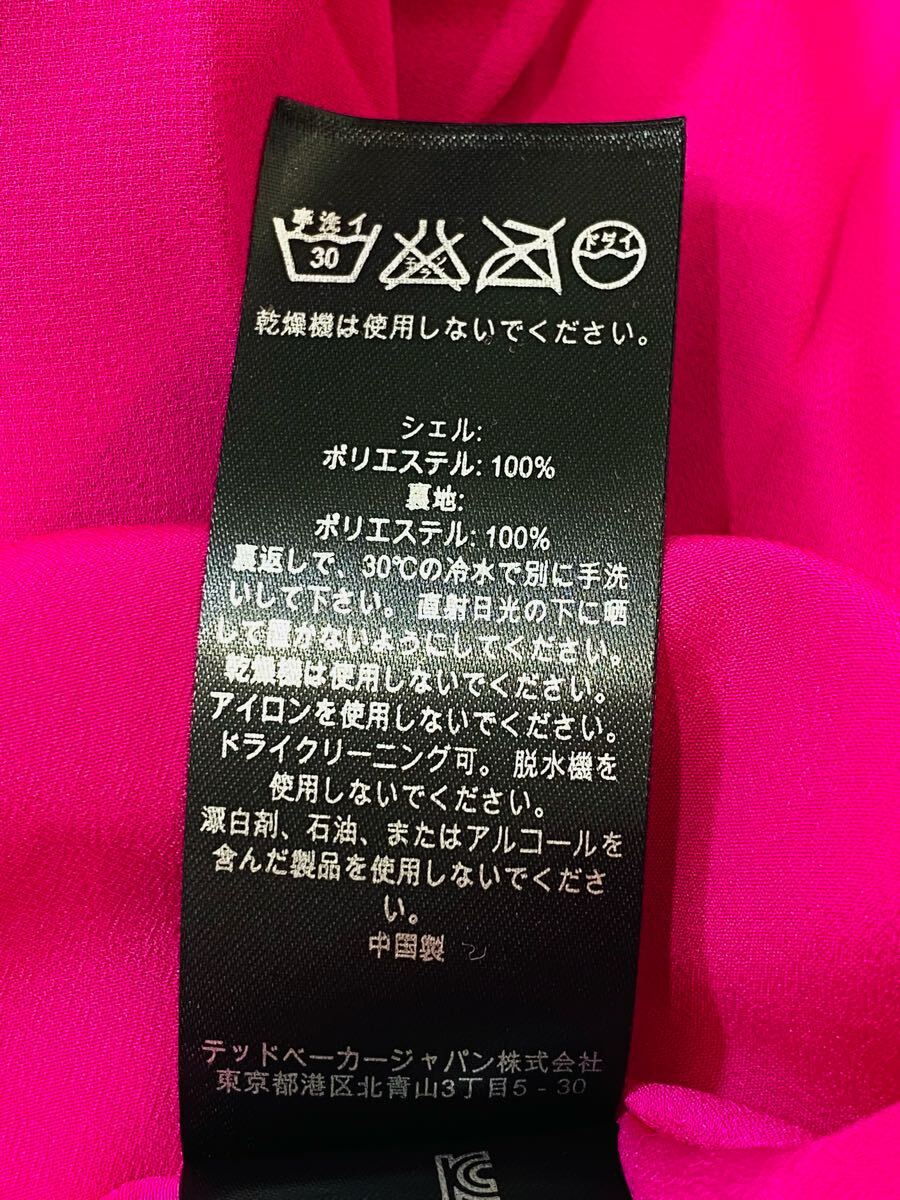 手洗イ
30
エンソ
サラシ
ドライ
乾燥機は使用しないでください。
シェル:
ポリエステル: 100%
裏地:
ポリエステル: 100%
裏返しで、30℃の冷水で別に手洗
いして下さい。 直射日光の下に晒
して置かないようにしてください。
乾燥機は使用しないでください。
アイロンを使用しないでください。
ドライクリーニング可。 脱水機を
使用しないでください。
漂白剤、石油、またはアルコールを
含んだ製品を使用しないでくださ
い。
中国製
テッドベーカージャパン株式会社
東京都港区北青山3丁目5 - 30